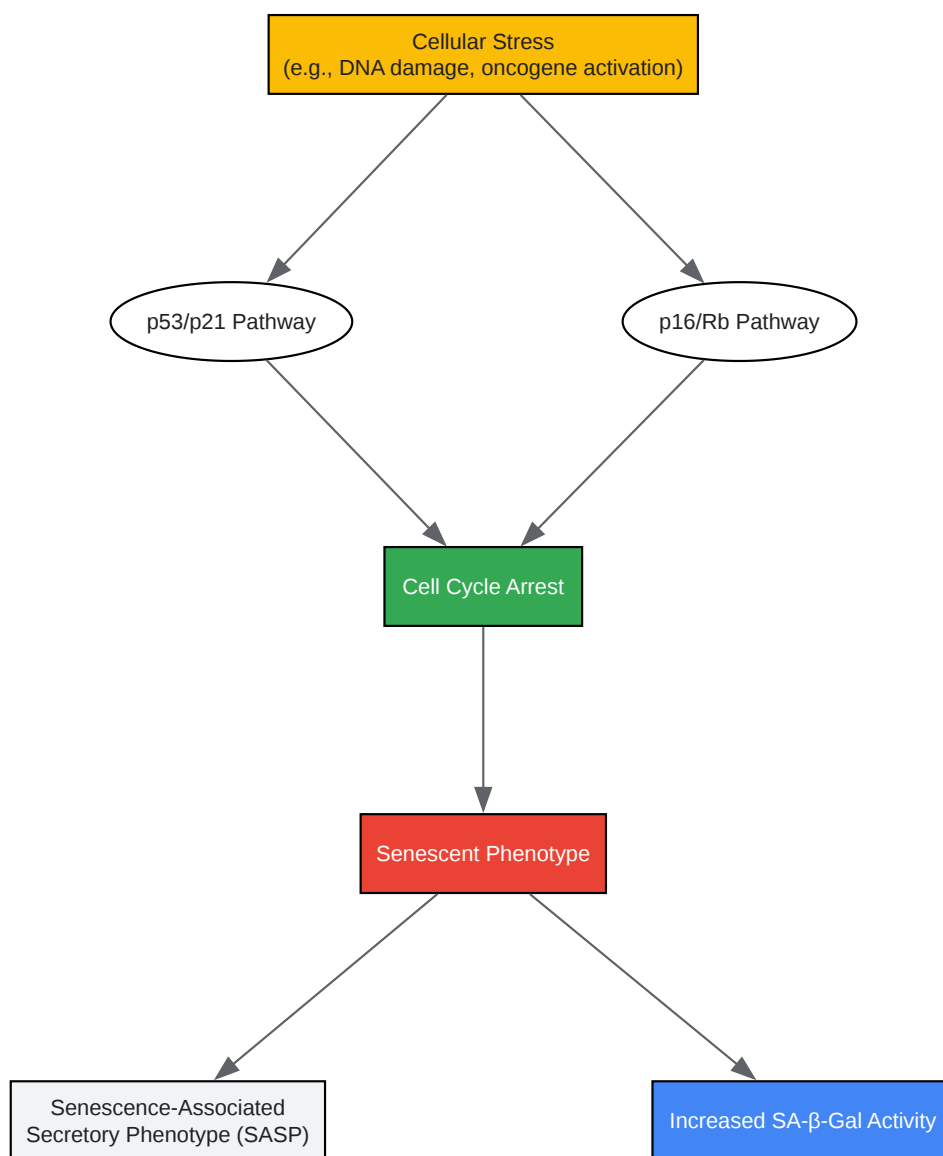 Cellular Stress
(e.g., DNA damage, oncogene activation)
p53/p21 Pathway
p16/Rb Pathway
Cell Cycle Arrest
Senescent Phenotype
Senescence-Associated
Secretory Phenotype (SASP)
Increased SA-β-Gal Activity